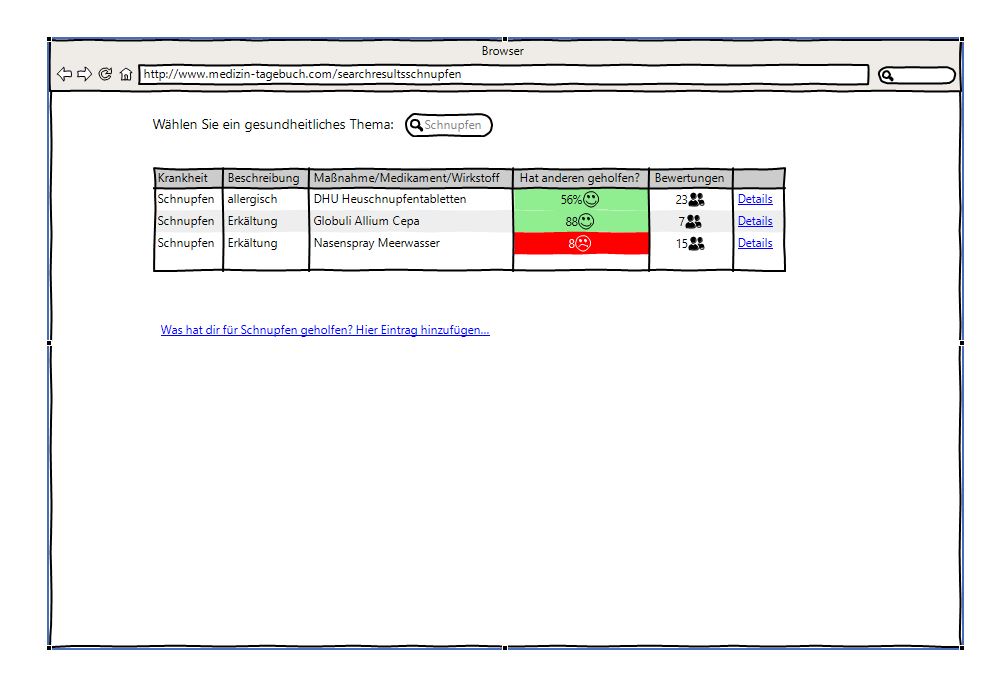 Browser
http://www.medizin-tagebuch.com/searchresultsschnupfen
Wählen Sie ein gesundheitliches Thema: Schnupfen
Krankheit Beschreibung Maßnahme/Medikament/Wirkstoff Hat anderen geholfen? Bewertungen
Schnupfen allergisch DHU Heuschnupfentabletten 56% 23 Details
Schnupfen Erkältung Globuli Allium Cepa 88 7 Details
Schnupfen Erkältung Nasenspray Meerwasser 8 15 Details
Was hat dir für Schnupfen geholfen? Hier Eintrag hinzufügen...